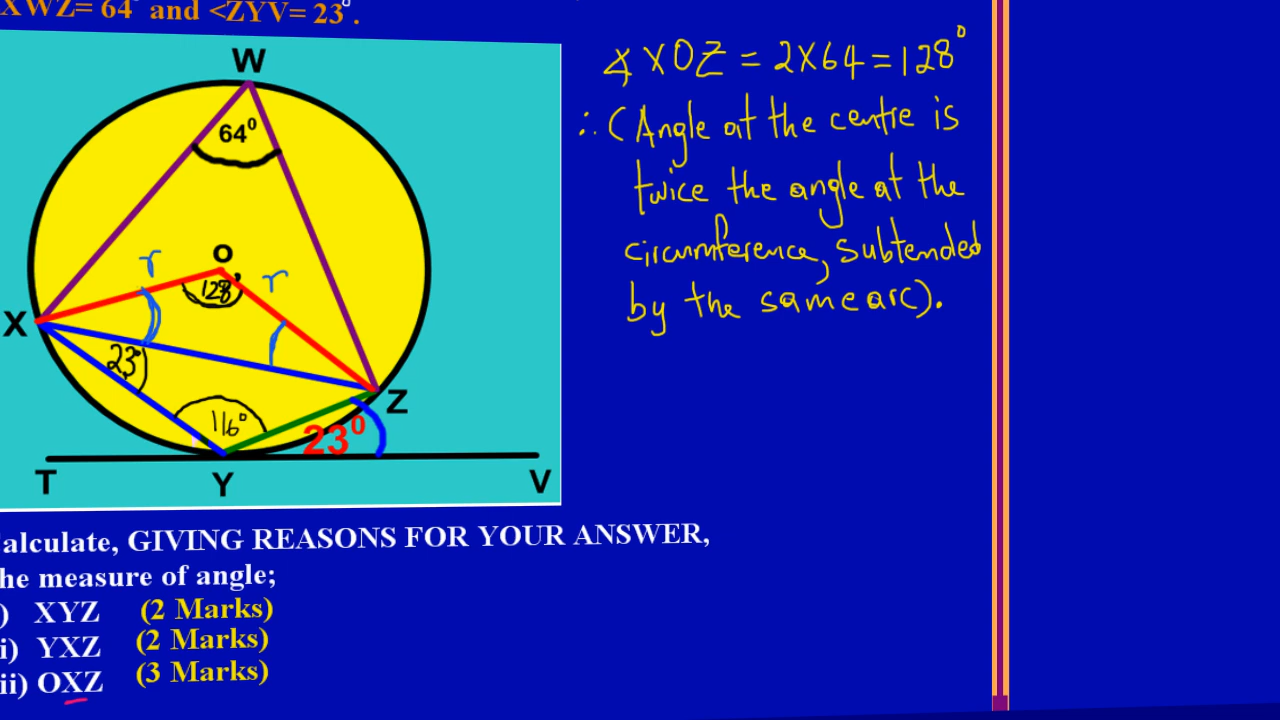 XWZ= 64° and <ZYV= 23°.
W
64⁰
O
r
r
128°
X
23°
Z
116°
23⁰
T
Y
V
∡XOZ = 2X64=128°
∴ (Angle at the centre is
twice the angle at the
circumference, subtended
by the same arc).
alculate, GIVING REASONS FOR YOUR ANSWER,
he measure of angle;
) XYZ (2 Marks)
i) YXZ (2 Marks)
ii) OXZ (3 Marks)